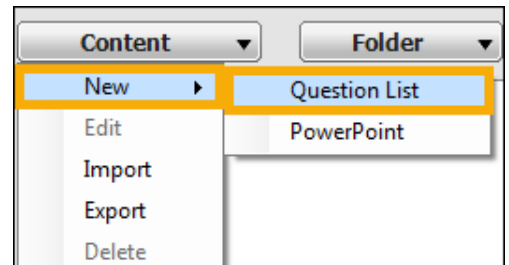 Content Folder
New Question List
Edit PowerPoint
Import
Export
Delete